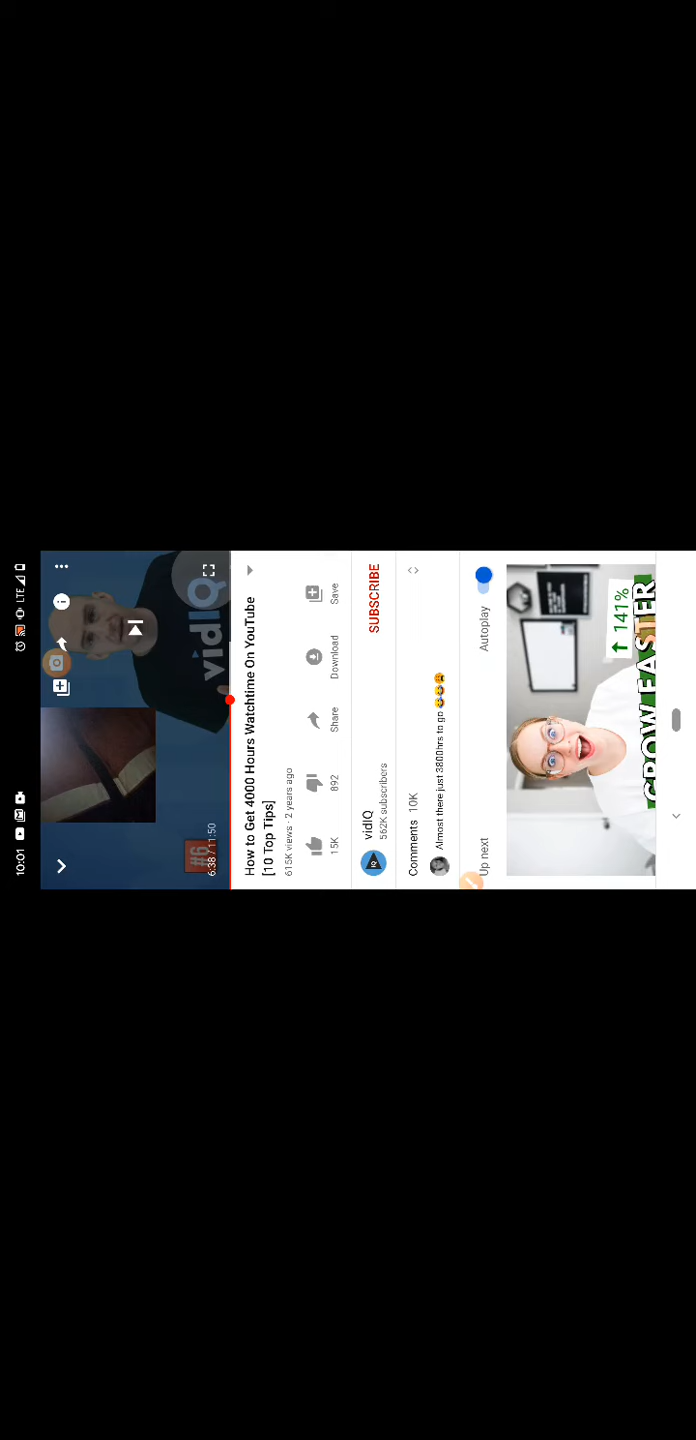 10:01
LTE
vidIQ
#6
6:38 / 11:50
How to Get 4000 Hours Watchtime On YouTube
[10 Top Tips]
615K views · 2 years ago
15K
892
Share
Download
Save
vidIQ
562K subscribers
SUBSCRIBE
Comments 10K
Almost there just 3800hrs to go 😂😂😭
Up next
Autoplay
↑ 141%
GROW FASTER